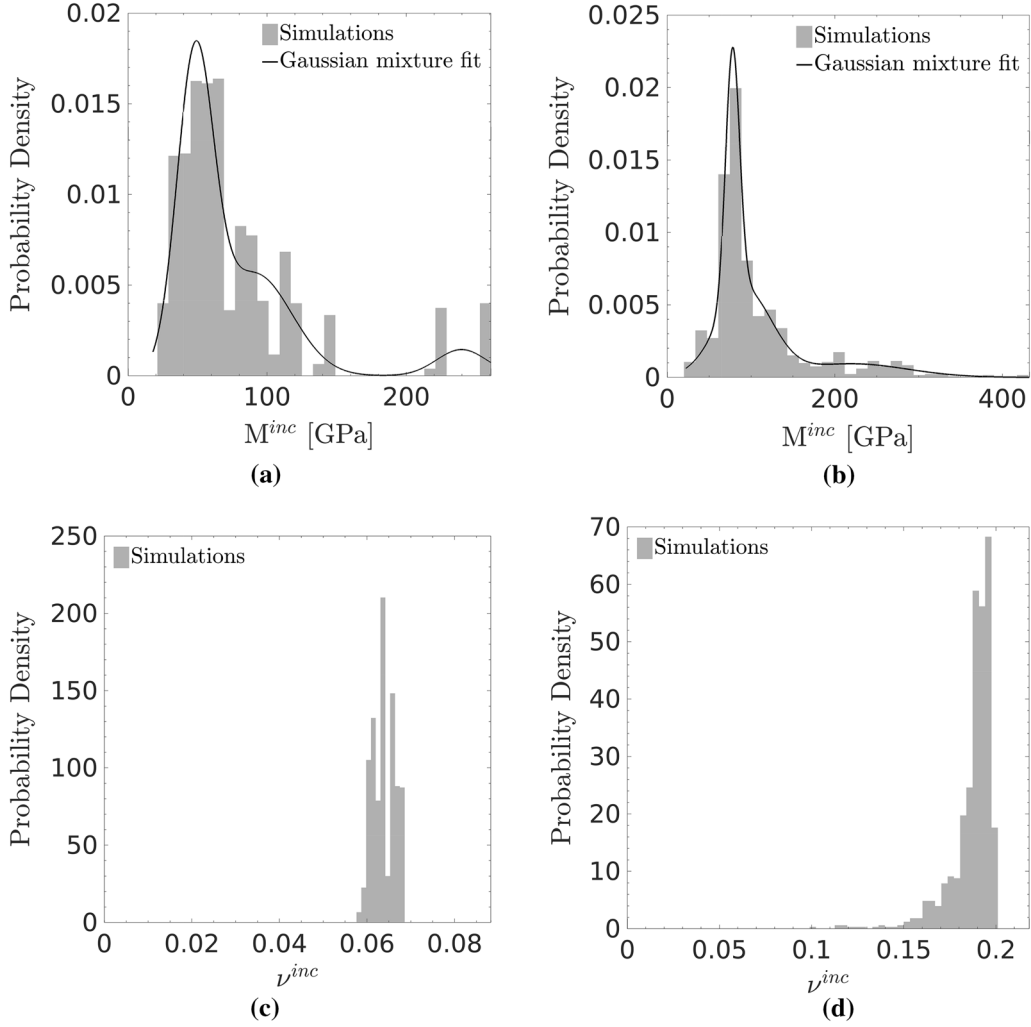 Simulations
Gaussian mixture fit
0.02
0.015
0.01
0.005
0
0
100
200
Probability Density
M^{inc} [GPa]
(a)
Simulations
Gaussian mixture fit
0.025
0.02
0.015
0.01
0.005
0
0
200
400
Probability Density
M^{inc} [GPa]
(b)
Simulations
250
200
150
100
50
0
0
0.02
0.04
0.06
0.08
Probability Density
ν^{inc}
(c)
Simulations
70
60
50
40
30
20
10
0
0
0.05
0.1
0.15
0.2
Probability Density
ν^{inc}
(d)